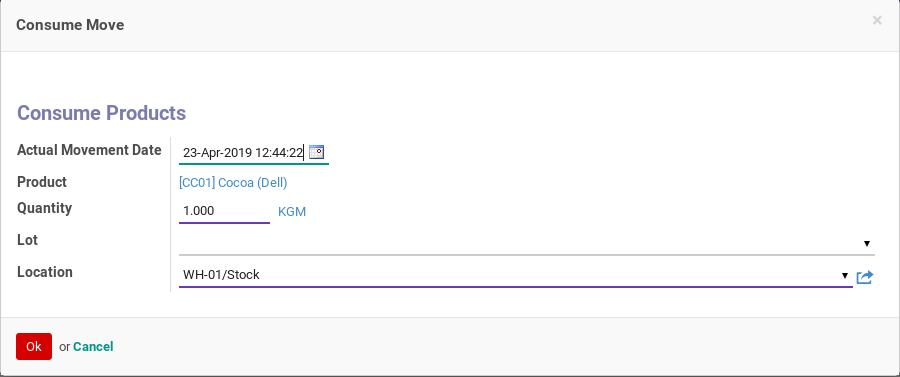 Consume Move
×
Consume Products
Actual Movement Date 23-Apr-2019 12:44:22
Product [CC01] Cocoa (Dell)
Quantity 1.000 KGM
Lot
Location WH-01/Stock
Ok or Cancel